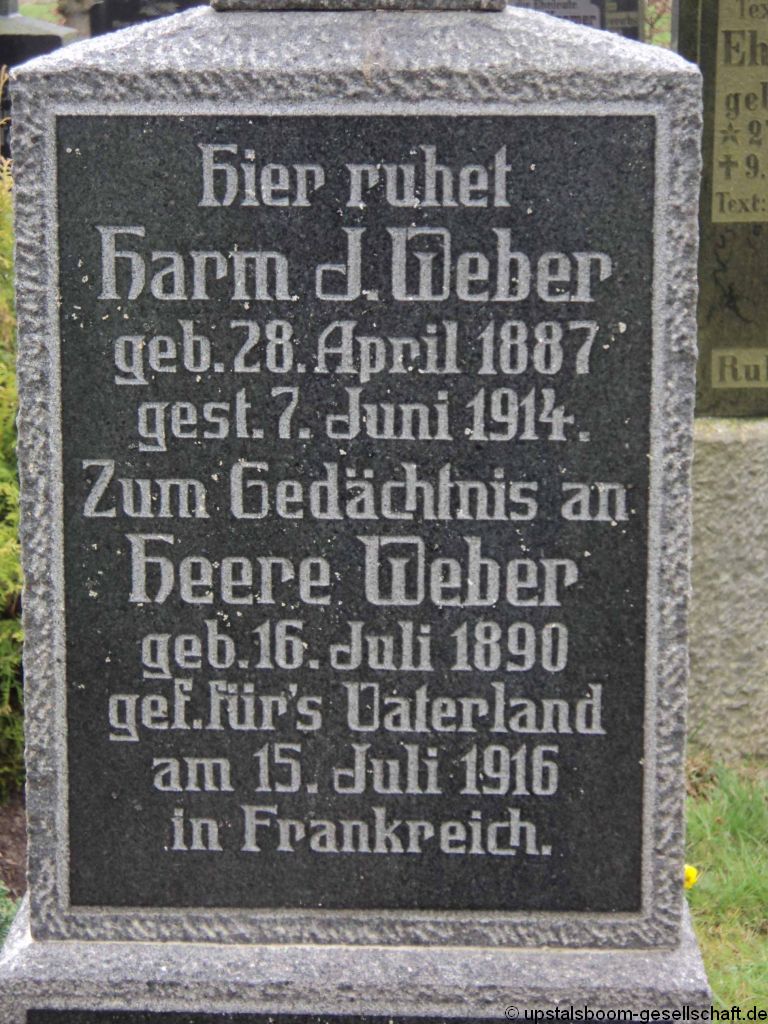 Hier ruhet
Harm J. Weber
geb. 28. April 1887
gest. 7. Juni 1914.
Zum Gedächtnis an
Heere Weber
geb. 16. Juli 1890
gef. für's Vaterland
am 15. Juli 1916
in Frankreich.
Text:
© upstalsboom-gesellschaft.de